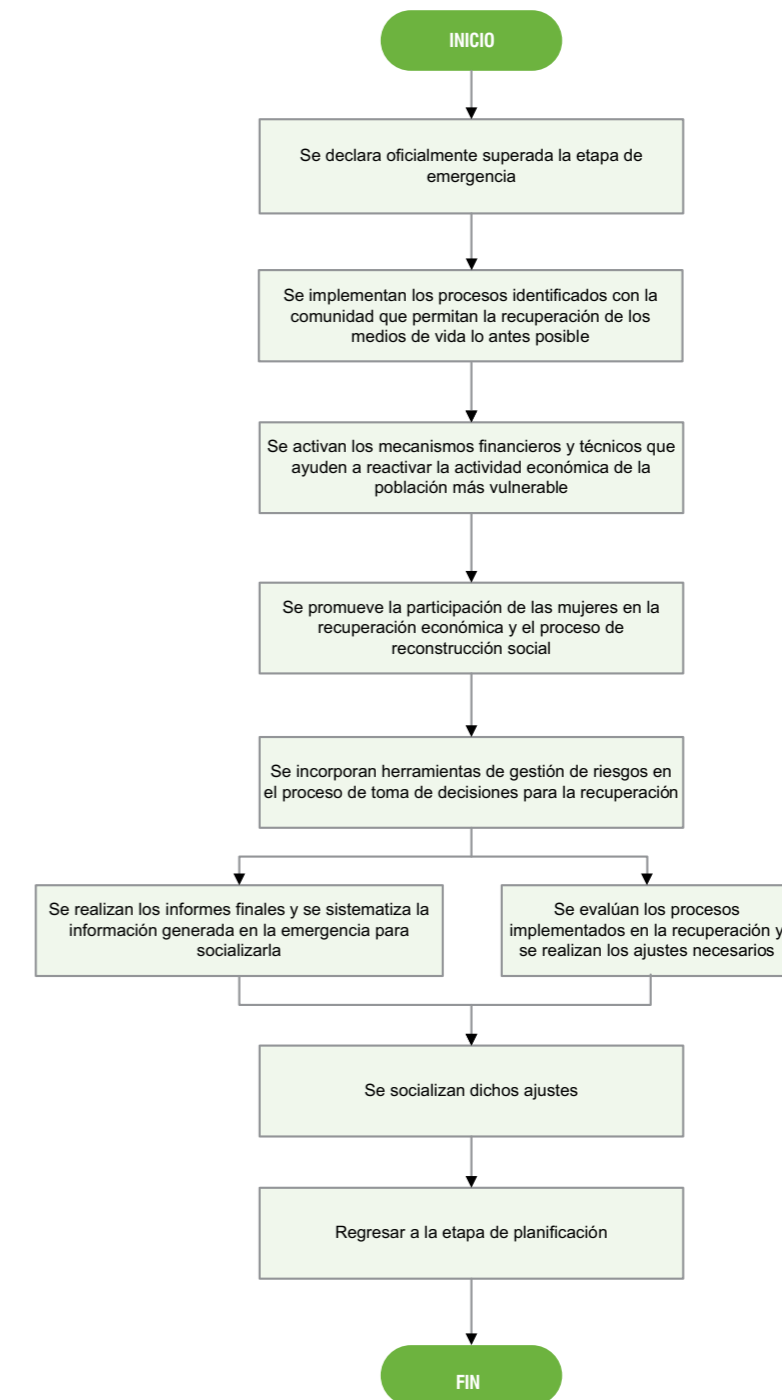 INICIO
Se declara oficialmente superada la etapa de
emergencia
Se implementan los procesos identificados con la
comunidad que permitan la recuperación de los
medios de vida lo antes posible
Se activan los mecanismos financieros y técnicos que
ayuden a reactivar la actividad económica de la
población más vulnerable
Se promueve la participación de las mujeres en la
recuperación económica y el proceso de
reconstrucción social
Se incorporan herramientas de gestión de riesgos en
el proceso de toma de decisiones para la recuperación
Se realizan los informes finales y se sistematiza la
información generada en la emergencia para
socializarla
Se evalúan los procesos
implementados en la recuperación y
se realizan los ajustes necesarios
Se socializan dichos ajustes
Regresar a la etapa de planificación
FIN